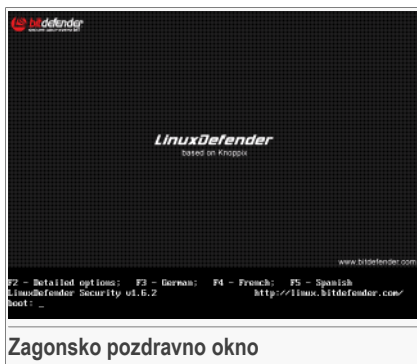 bitdefender
LinuxDefender
based on Knoppix
www.bitdefender.com
F2 - Detailed options; F3 - German; F4 - French; F5 - Spanish
LinuxDefender Security v1.6.2 http://linux.bitdefender.com/
boot: _
Zagonsko pozdravno okno